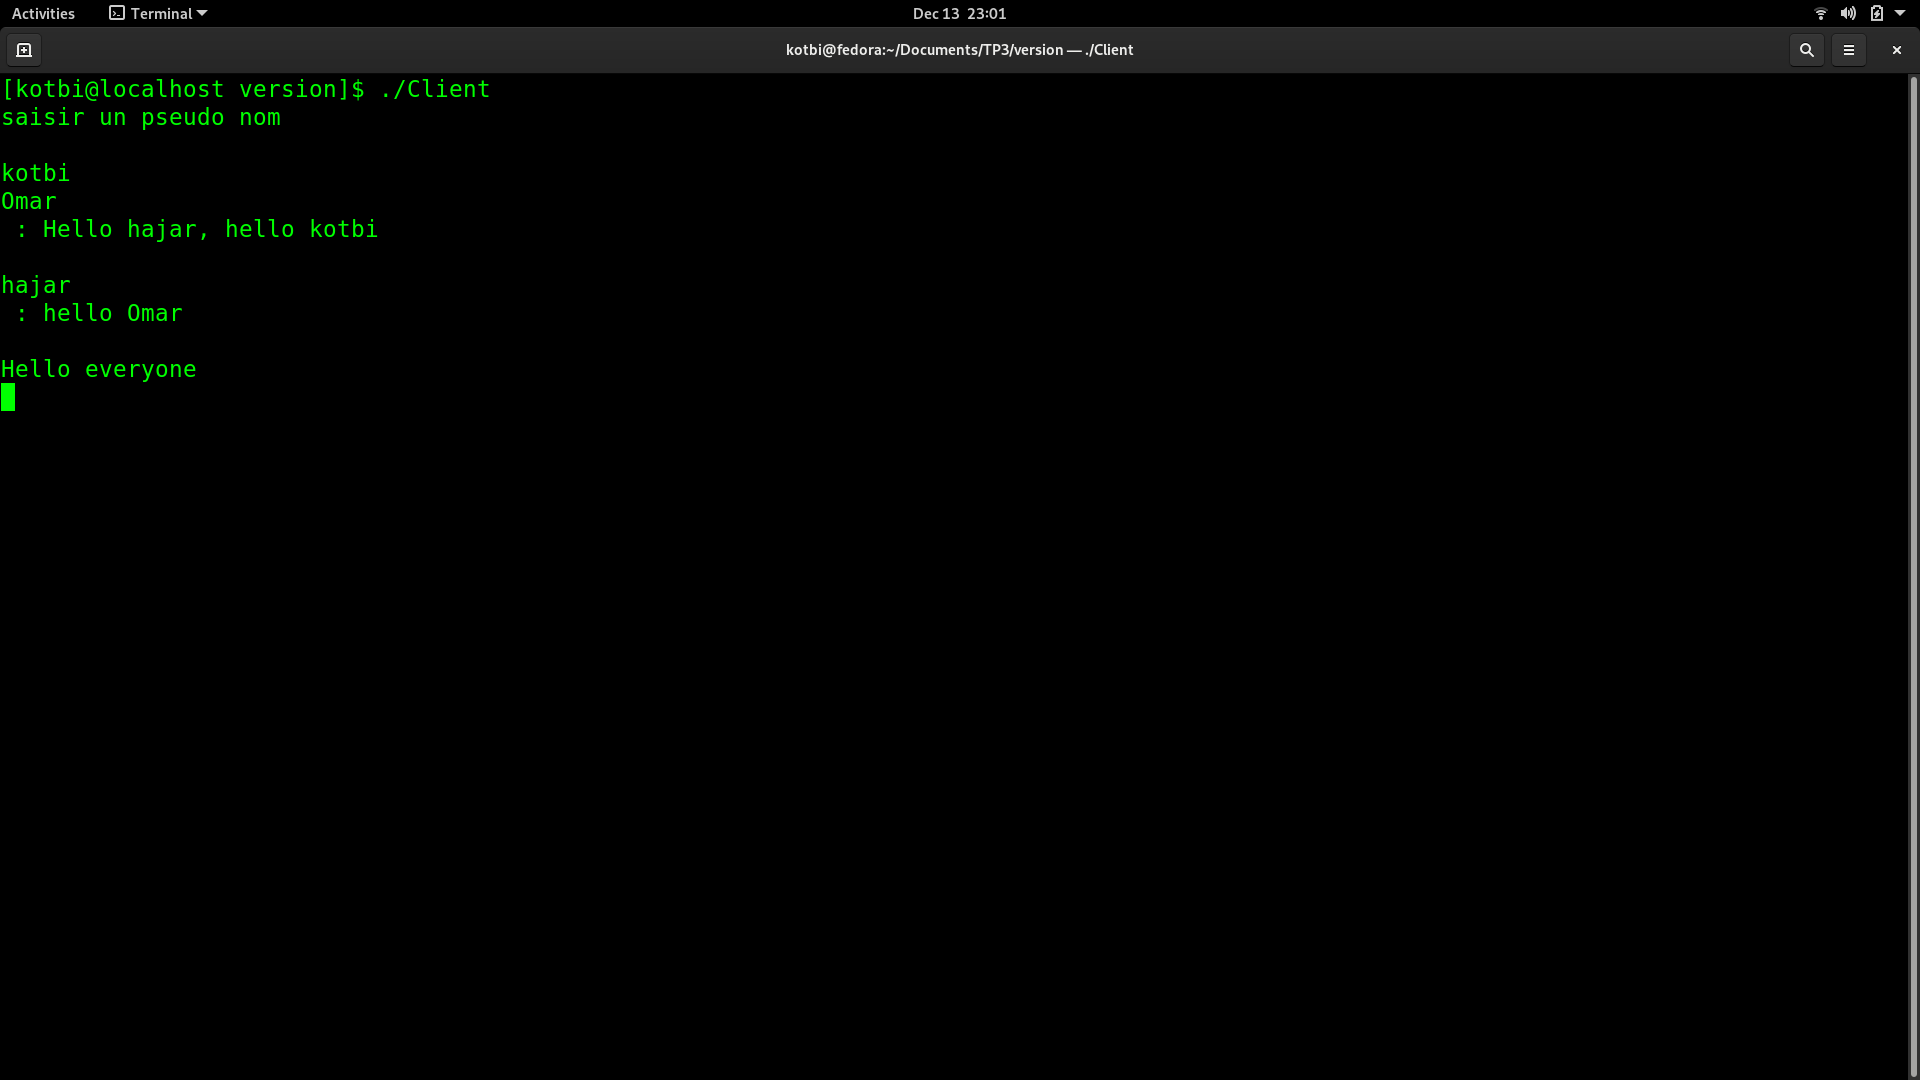 Activities Terminal Dec 13 23:01
kotbi@fedora:~/Documents/TP3/version — ./Client
[kotbi@localhost version]$ ./Client
saisir un pseudo nom
kotbi
Omar
: Hello hajar, hello kotbi
hajar
: hello Omar
Hello everyone